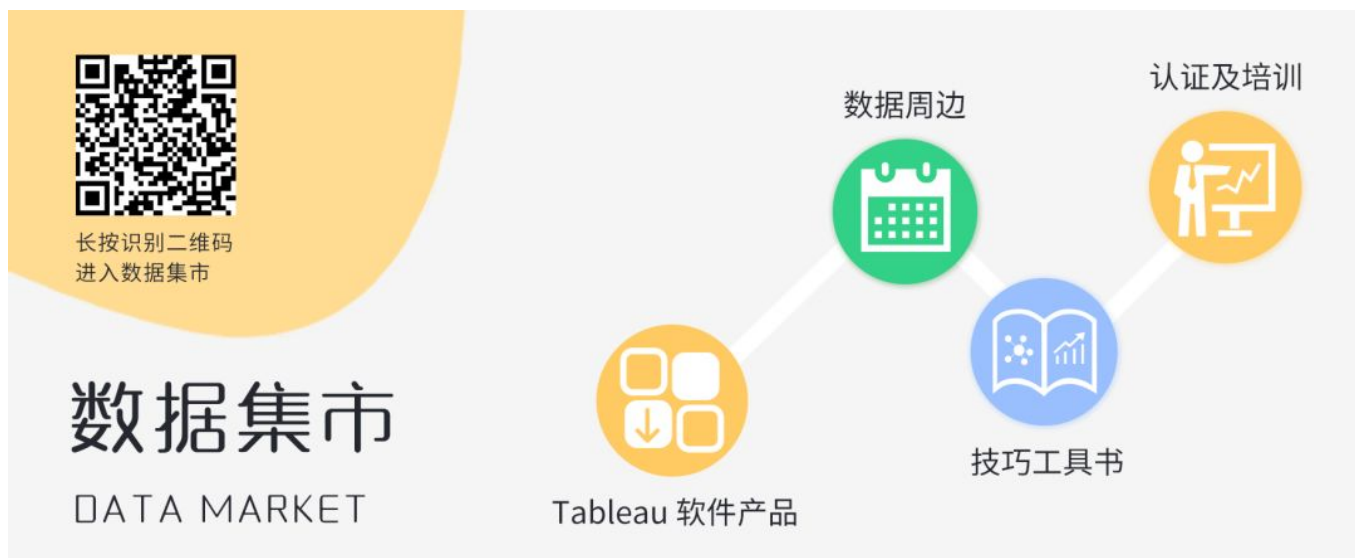 长按识别二维码
进入数据集市
数据集市
DATA MARKET
Tableau 软件产品
数据周边
技巧工具书
认证及培训